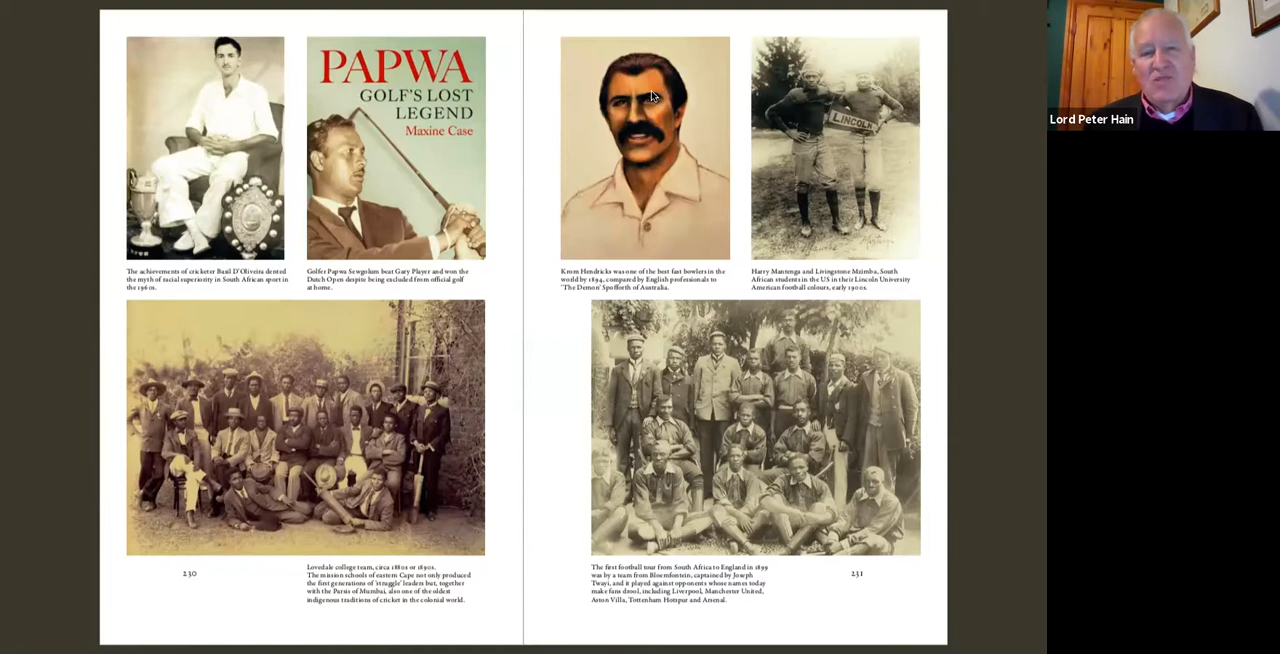 PAPWA
GOLF'S LOST
LEGEND
Maxine Case
LINCOLN
Lord Peter Hain
The achievements of cricketer Basil D'Oliveira dented
the myth of racial superiority in South African sport in
the 1960s.
Golfer Papwa Sewgolum beat Gary Player and won the
Dutch Open despite being excluded from official golf
at home.
Krom Hendricks was one of the best fast bowlers in the
world by 1894, compared by English professionals to
'The Demon' Spofforth of Australia.
Harry Mantenga and Livingstone Mzimba, South
African students in the US in their Lincoln University
American football colours, early 1900s.
230
Lovedale college team, circa 1880s or 1890s.
The mission schools of eastern Cape not only produced
the first generations of 'struggle' leaders but, together
with the Parsis of Mumbai, also one of the oldest
indigenous traditions of cricket in the colonial world.
The first football tour from South Africa to England in 1899
was by a team from Bloemfontein, captained by Joseph
Twayi, and it played against opponents whose names today
make fans drool, including Liverpool, Manchester United,
Aston Villa, Tottenham Hotspur and Arsenal.
231